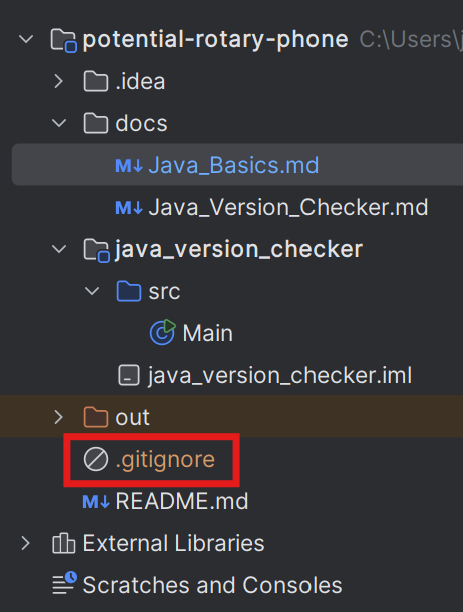 potential-rotary-phone C:\Users\j
.idea
docs
M↓ Java_Basics.md
M↓ Java_Version_Checker.md
java_version_checker
src
Main
java_version_checker.iml
out
.gitignore
M↓ README.md
External Libraries
Scratches and Consoles